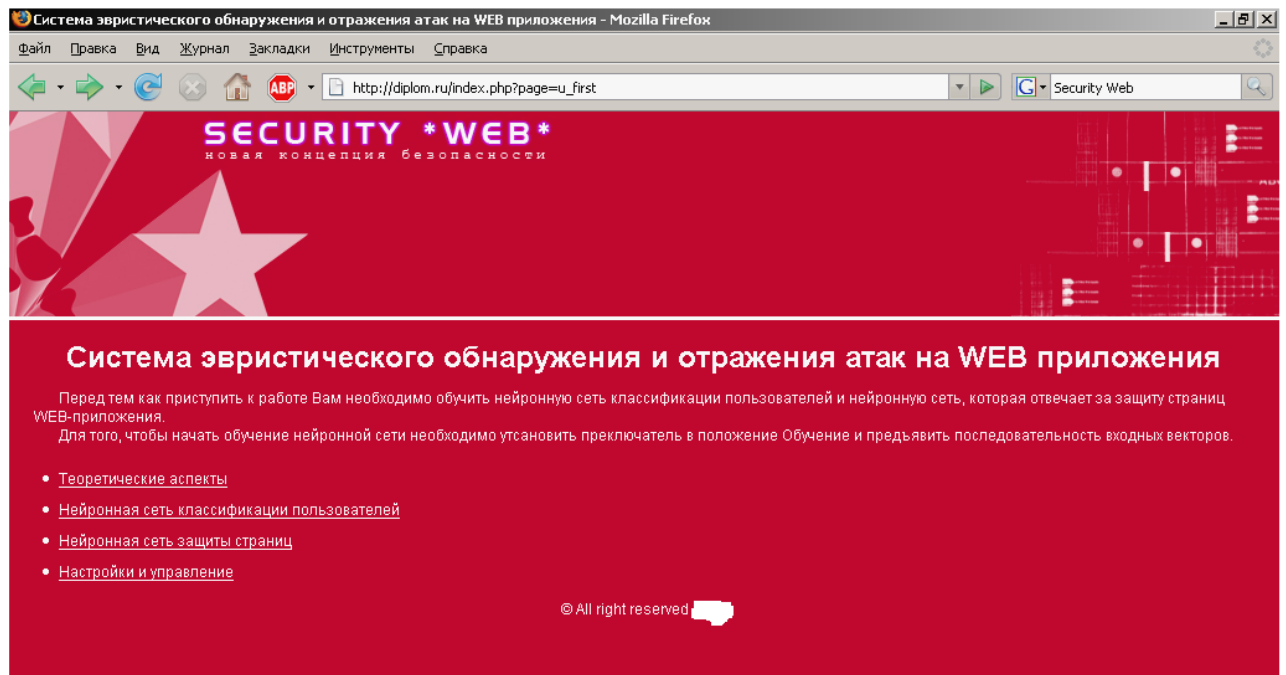 Система эвристического обнаружения и отражения атак на WEB приложения - Mozilla Firefox
Файл Правка Вид Журнал Закладки Инструменты Справка
ABP http://diplom.ru/index.php?page=u_first G Security Web
SECURITY *WEB*
новая концепция безопасности
Система эвристического обнаружения и отражения атак на WEB приложения
Перед тем как приступить к работе Вам необходимо обучить нейронную сеть классификации пользователей и нейронную сеть, которая отвечает за защиту страниц
WEB-приложения.
Для того, чтобы начать обучение нейронной сети необходимо утсановить преключатель в положение Обучение и предъявить последовательность входных векторов.
Теоретические аспекты
Нейронная сеть классификации пользователей
Нейронная сеть защиты страниц
Настройки и управление
© All right reserved